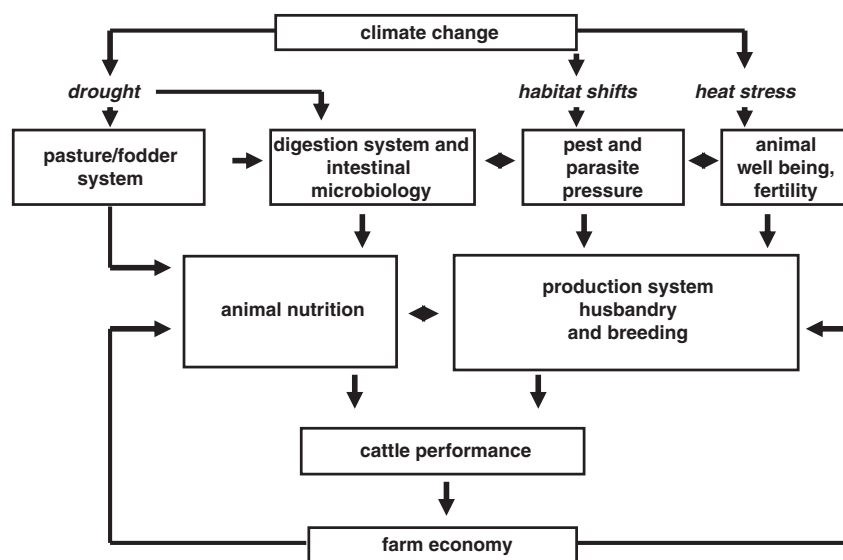 climate change
drought
habitat shifts
heat stress
pasture/fodder
system
digestion system and
intestinal
microbiology
pest and
parasite
pressure
animal
well being,
fertility
animal nutrition
production system
husbandry
and breeding
cattle performance
farm economy